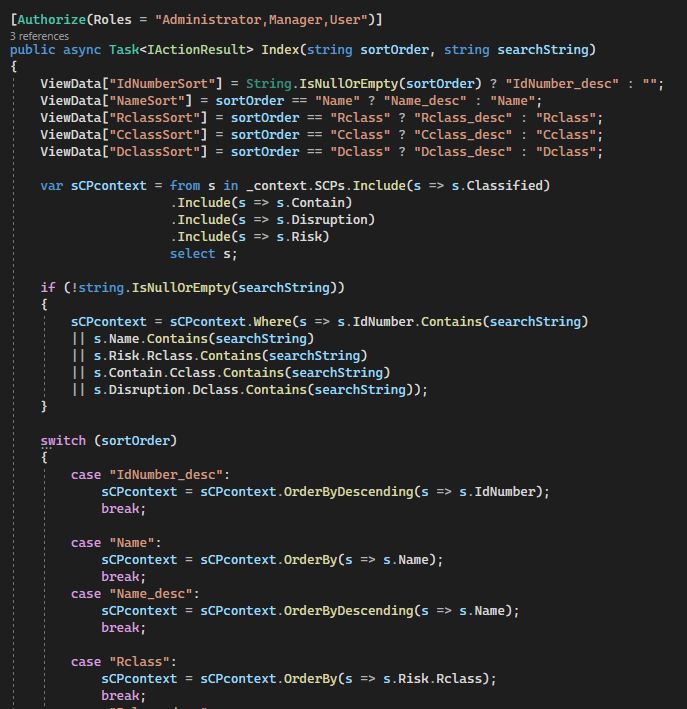 [Authorize(Roles = "Administrator,Manager,User")]
3 references
public async Task<IActionResult> Index(string sortOrder, string searchString)
{
ViewData["IdNumberSort"] = String.IsNullOrEmpty(sortOrder) ? "IdNumber_desc" : "";
ViewData["NameSort"] = sortOrder == "Name" ? "Name_desc" : "Name";
ViewData["RclassSort"] = sortOrder == "Rclass" ? "Rclass_desc" : "Rclass";
ViewData["CclassSort"] = sortOrder == "Cclass" ? "Cclass_desc" : "Cclass";
ViewData["DclassSort"] = sortOrder == "Dclass" ? "Dclass_desc" : "Dclass";
var sCPcontext = from s in _context.SCPs.Include(s => s.Classified)
.Include(s => s.Contain)
.Include(s => s.Disruption)
.Include(s => s.Risk)
select s;
if (!string.IsNullOrEmpty(searchString))
{
sCPcontext = sCPcontext.Where(s => s.IdNumber.Contains(searchString)
|| s.Name.Contains(searchString)
|| s.Risk.Rclass.Contains(searchString)
|| s.Contain.Cclass.Contains(searchString)
|| s.Disruption.Dclass.Contains(searchString));
}
switch (sortOrder)
{
case "IdNumber_desc":
sCPcontext = sCPcontext.OrderByDescending(s => s.IdNumber);
break;
case "Name":
sCPcontext = sCPcontext.OrderBy(s => s.Name);
break;
case "Name_desc":
sCPcontext = sCPcontext.OrderByDescending(s => s.Name);
break;
case "Rclass":
sCPcontext = sCPcontext.OrderBy(s => s.Risk.Rclass);
break;